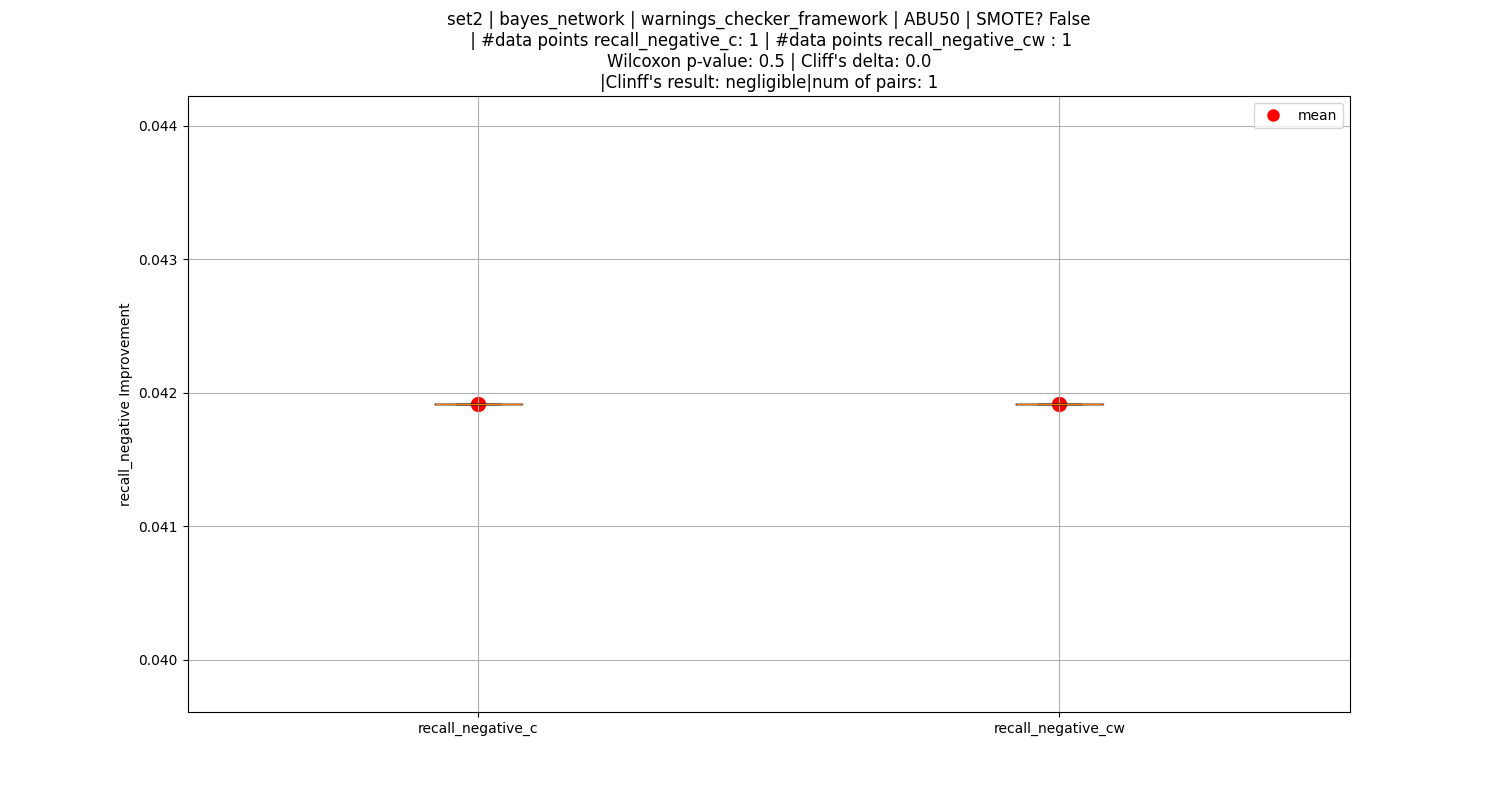 set2 | bayes_network | warnings_checker_framework | ABU50 | SMOTE? False
| #data points recall_negative_c: 1 | #data points recall_negative_cw : 1
Wilcoxon p-value: 0.5 | Cliff's delta: 0.0
|Clinff's result: negligible|num of pairs: 1
mean
0.044
0.043
0.042
0.041
0.040
recall_negative Improvement
recall_negative_c
recall_negative_cw